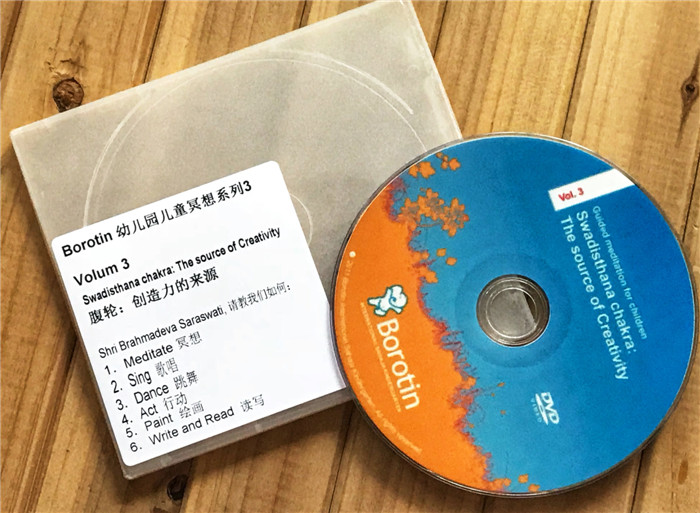 Borotin 幼儿园儿童冥想系列3
Volum 3
Swadisthana chakra: The source of Creativity
腹轮：创造力的来源
Shri Brahmadeva Saraswati, 请教我们如何：
1. Meditate 冥想
2. Sing 歌唱
3. Dance 跳舞
4. Act 行动
5. Paint 绘画
6. Write and Read 读写
Vol. 3
Guided meditation for children
Swadisthana chakra:
The source of Creativity
Borotin
DVD
VIDEO